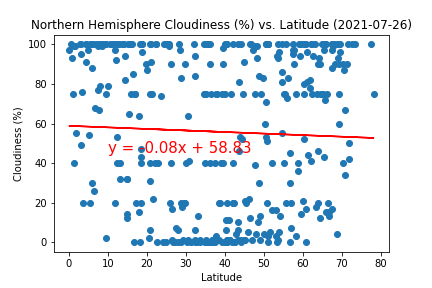 Northern Hemisphere Cloudiness (%) vs. Latitude (2021-07-26)
100
80
60
40
20
0
Cloudiness (%)
y = -0.08x + 58.83
0 10 20 30 40 50 60 70 80
Latitude